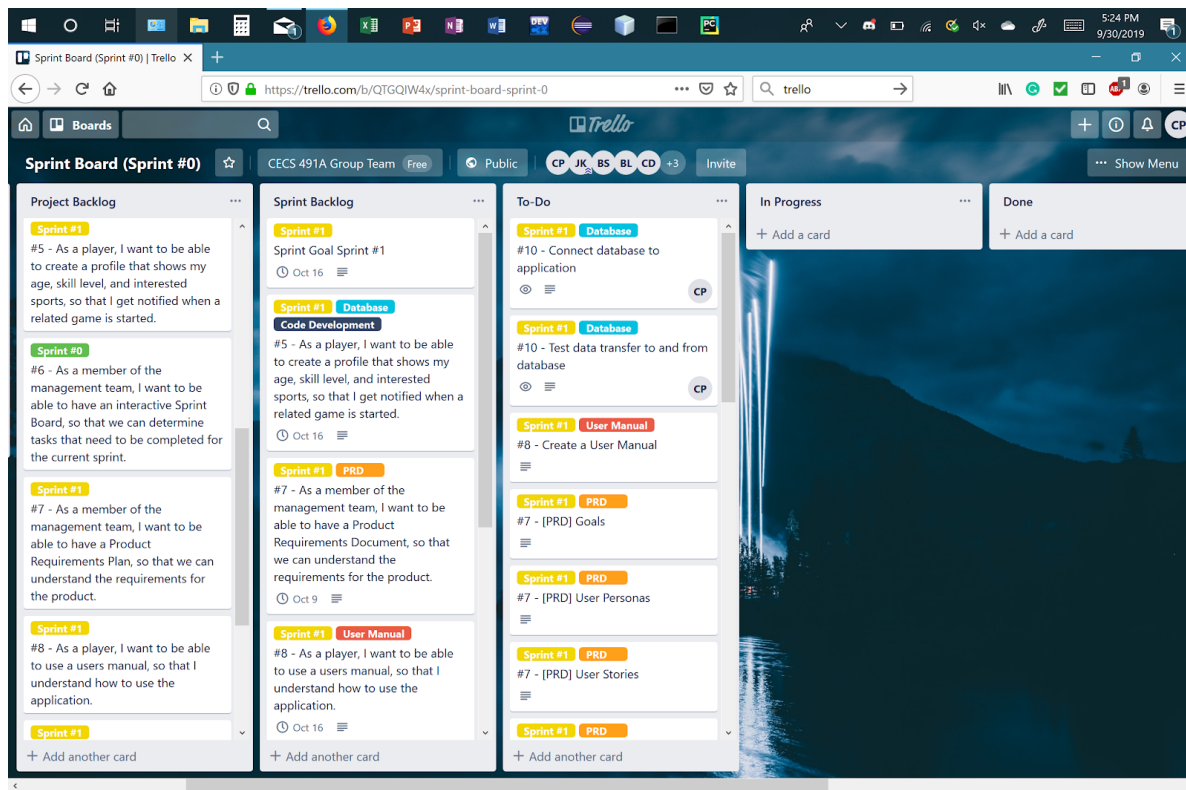 5:24 PM
9/30/2019
Sprint Board (Sprint #0) | Trello
https://trello.com/b/QTGQIW4x/sprint-board-sprint-0
trello
Boards
Trello
CP
Sprint Board (Sprint #0)
CECS 491A Group Team Free
Public
CP JK BS BL CD +3
Invite
Show Menu
Project Backlog
Sprint #1
#5 - As a player, I want to be able
to create a profile that shows my
age, skill level, and interested
sports, so that I get notified when a
related game is started.
Sprint #0
#6 - As a member of the
management team, I want to be
able to have an interactive Sprint
Board, so that we can determine
tasks that need to be completed for
the current sprint.
Sprint #1
#7 - As a member of the
management team, I want to be
able to have a Product
Requirements Plan, so that we can
understand the requirements for
the product.
Sprint #1
#8 - As a player, I want to be able
to use a users manual, so that I
understand how to use the
application.
Sprint #1
+ Add another card
Sprint Backlog
Sprint #1
Sprint Goal Sprint #1
Oct 16
Sprint #1 Database
Code Development
#5 - As a player, I want to be able
to create a profile that shows my
age, skill level, and interested
sports, so that I get notified when a
related game is started.
Oct 16
Sprint #1 PRD
#7 - As a member of the
management team, I want to be
able to have a Product
Requirements Document, so that
we can understand the
requirements for the product.
Oct 9
Sprint #1 User Manual
#8 - As a player, I want to be able
to use a users manual, so that I
understand how to use the
application.
Oct 16
+ Add another card
To-Do
Sprint #1 Database
#10 - Connect database to
application
CP
Sprint #1 Database
#10 - Test data transfer to and from
database
CP
Sprint #1 User Manual
#8 - Create a User Manual
Sprint #1 PRD
#7 - [PRD] Goals
Sprint #1 PRD
#7 - [PRD] User Personas
Sprint #1 PRD
#7 - [PRD] User Stories
Sprint #1 PRD
+ Add another card
In Progress
+ Add a card
Done
+ Add a card